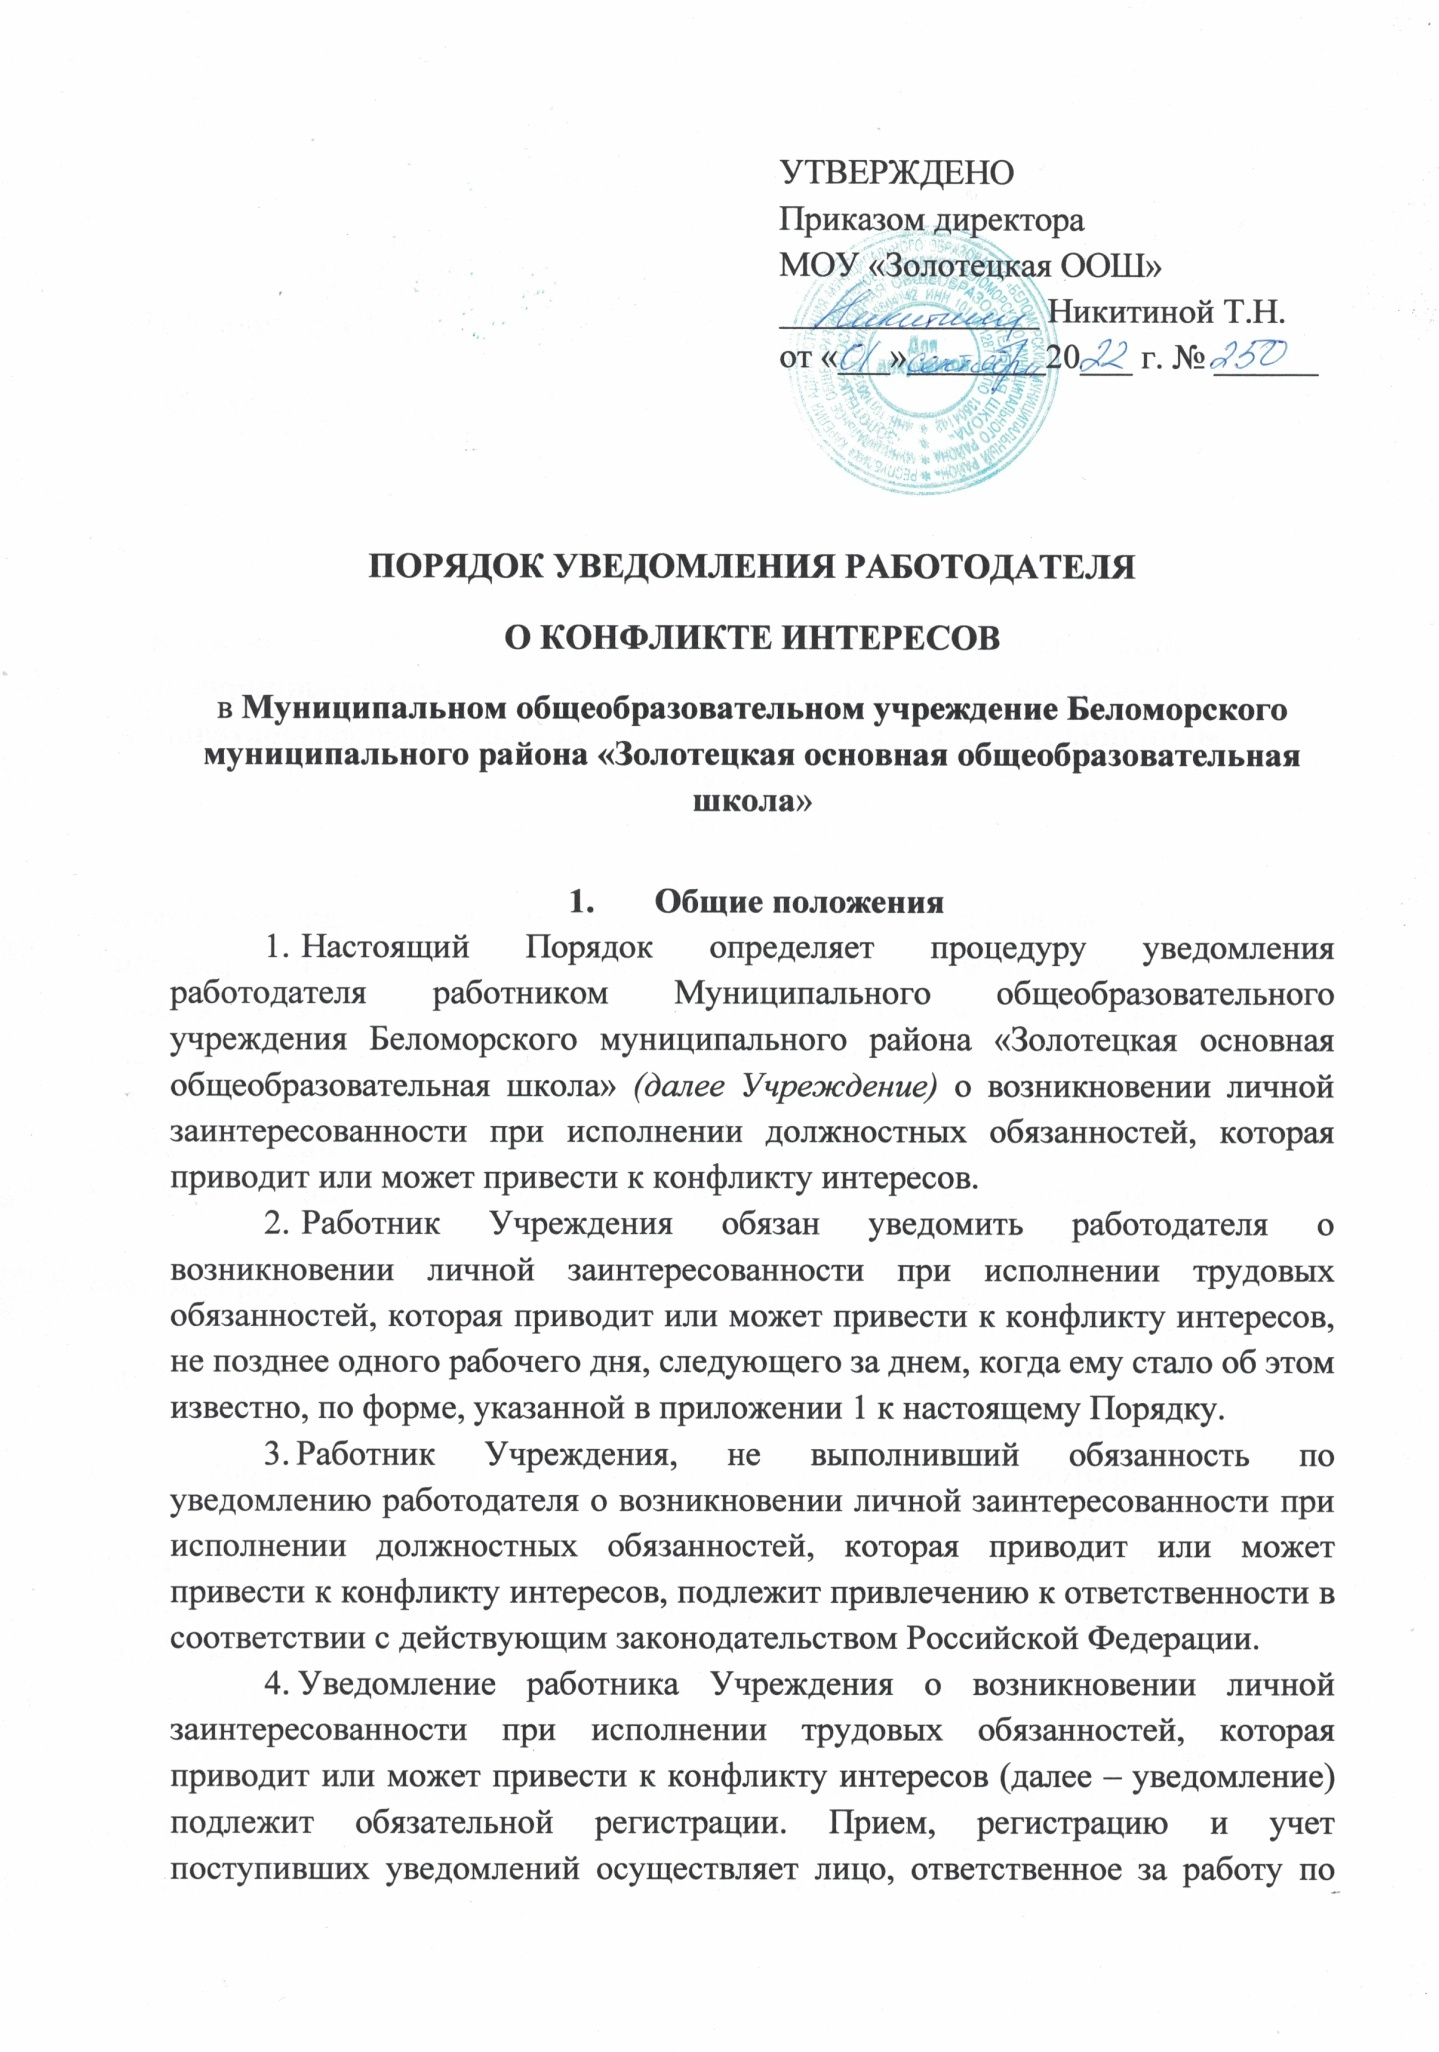 УТВЕРЖДЕНО
Приказом директора
МОУ «Золотецкая ООШ»
Никитиной Т.Н.
от «01» сентября 2022 г. № 250
Для документов
ПОРЯДОК УВЕДОМЛЕНИЯ РАБОТОДАТЕЛЯ
О КОНФЛИКТЕ ИНТЕРЕСОВ
в Муниципальном общеобразовательном учреждение Беломорского
муниципального района «Золотецкая основная общеобразовательная
школа»
1. Общие положения
1. Настоящий Порядок определяет процедуру уведомления
работодателя работником Муниципального общеобразовательного
учреждения Беломорского муниципального района «Золотецкая основная
общеобразовательная школа» (далее Учреждение) о возникновении личной
заинтересованности при исполнении должностных обязанностей, которая
приводит или может привести к конфликту интересов.
2. Работник Учреждения обязан уведомить работодателя о
возникновении личной заинтересованности при исполнении трудовых
обязанностей, которая приводит или может привести к конфликту интересов,
не позднее одного рабочего дня, следующего за днем, когда ему стало об этом
известно, по форме, указанной в приложении 1 к настоящему Порядку.
3. Работник Учреждения, не выполнивший обязанность по
уведомлению работодателя о возникновении личной заинтересованности при
исполнении должностных обязанностей, которая приводит или может
привести к конфликту интересов, подлежит привлечению к ответственности в
соответствии с действующим законодательством Российской Федерации.
4. Уведомление работника Учреждения о возникновении личной
заинтересованности при исполнении трудовых обязанностей, которая
приводит или может привести к конфликту интересов (далее – уведомление)
подлежит обязательной регистрации. Прием, регистрацию и учет
поступивших уведомлений осуществляет лицо, ответственное за работу по